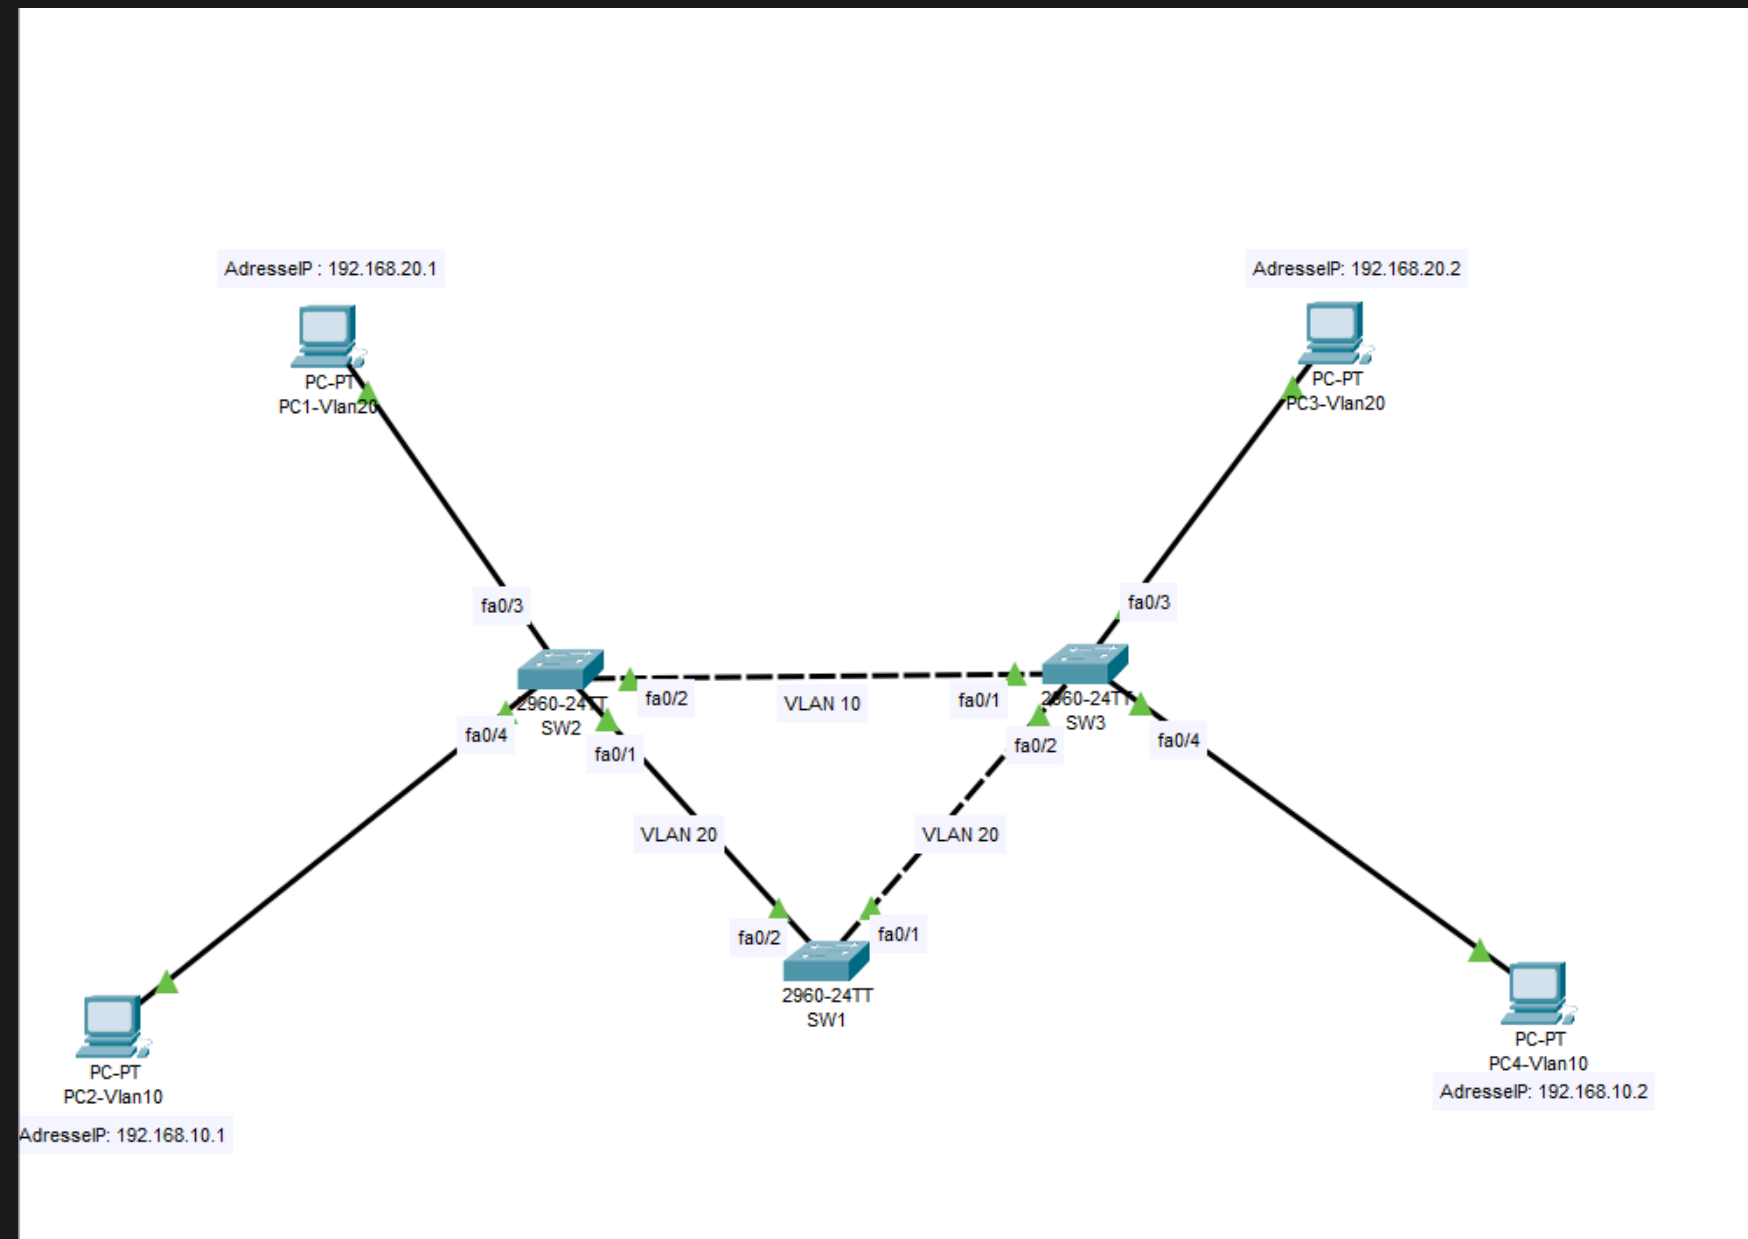 AdresseIP : 192.168.20.1
AdresseIP: 192.168.20.2
PC-PT
PC1-Vlan20
PC-PT
PC3-Vlan20
fa0/3
fa0/3
2960-24TT
SW2
fa0/2
VLAN 10
fa0/1
2960-24TT
SW3
fa0/4
fa0/1
fa0/2
fa0/4
VLAN 20
VLAN 20
fa0/2
fa0/1
2960-24TT
SW1
PC-PT
PC2-Vlan10
AdresseIP: 192.168.10.1
PC-PT
PC4-Vlan10
AdresseIP: 192.168.10.2